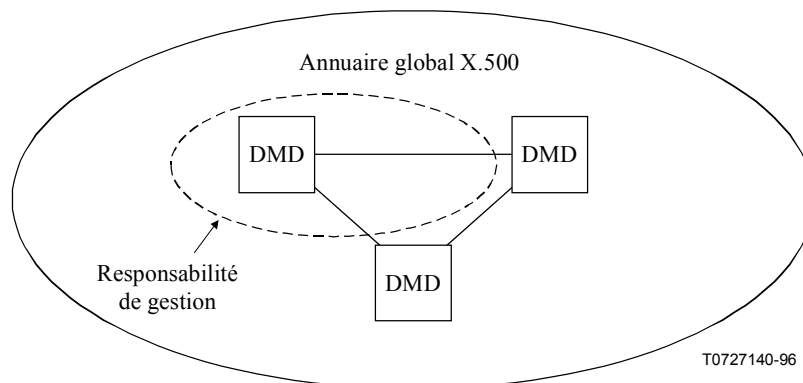 Annuaire global X.500
DMD
DMD
DMD
Responsabilité
de gestion
T0727140-96